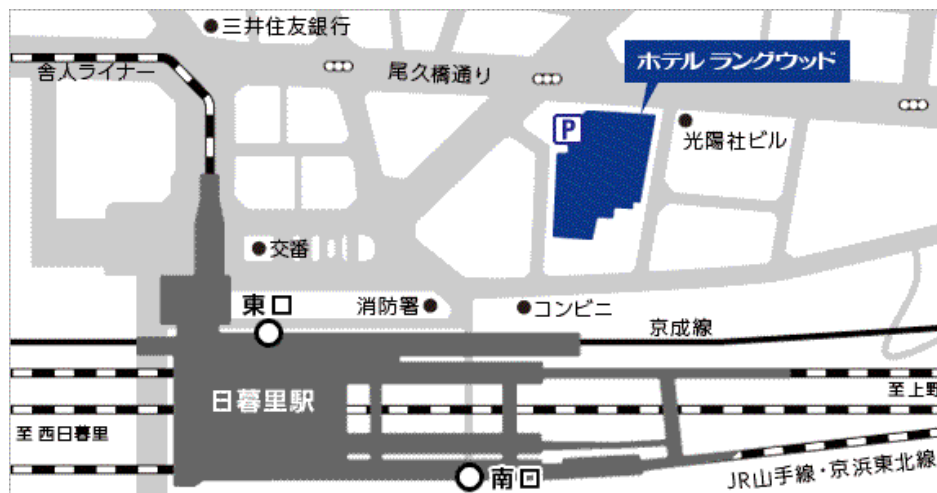 三井住友銀行
舎人ライナー
尾久橋通り
ホテル ラングウッド
P
光陽社ビル
交番
東口
消防署
コンビニ
京成線
日暮里駅
至 上野
至 西日暮里
南口
JR山手線・京浜東北線